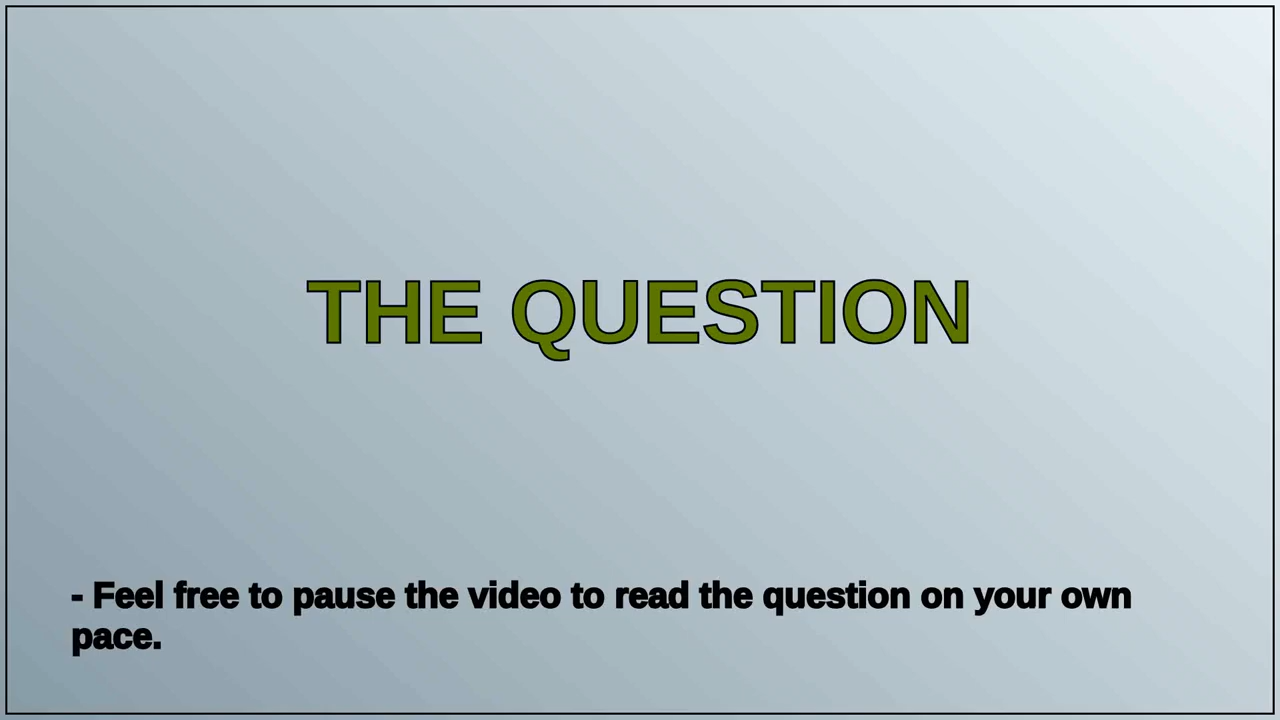 THE QUESTION
- Feel free to pause the video to read the question on your own
pace.